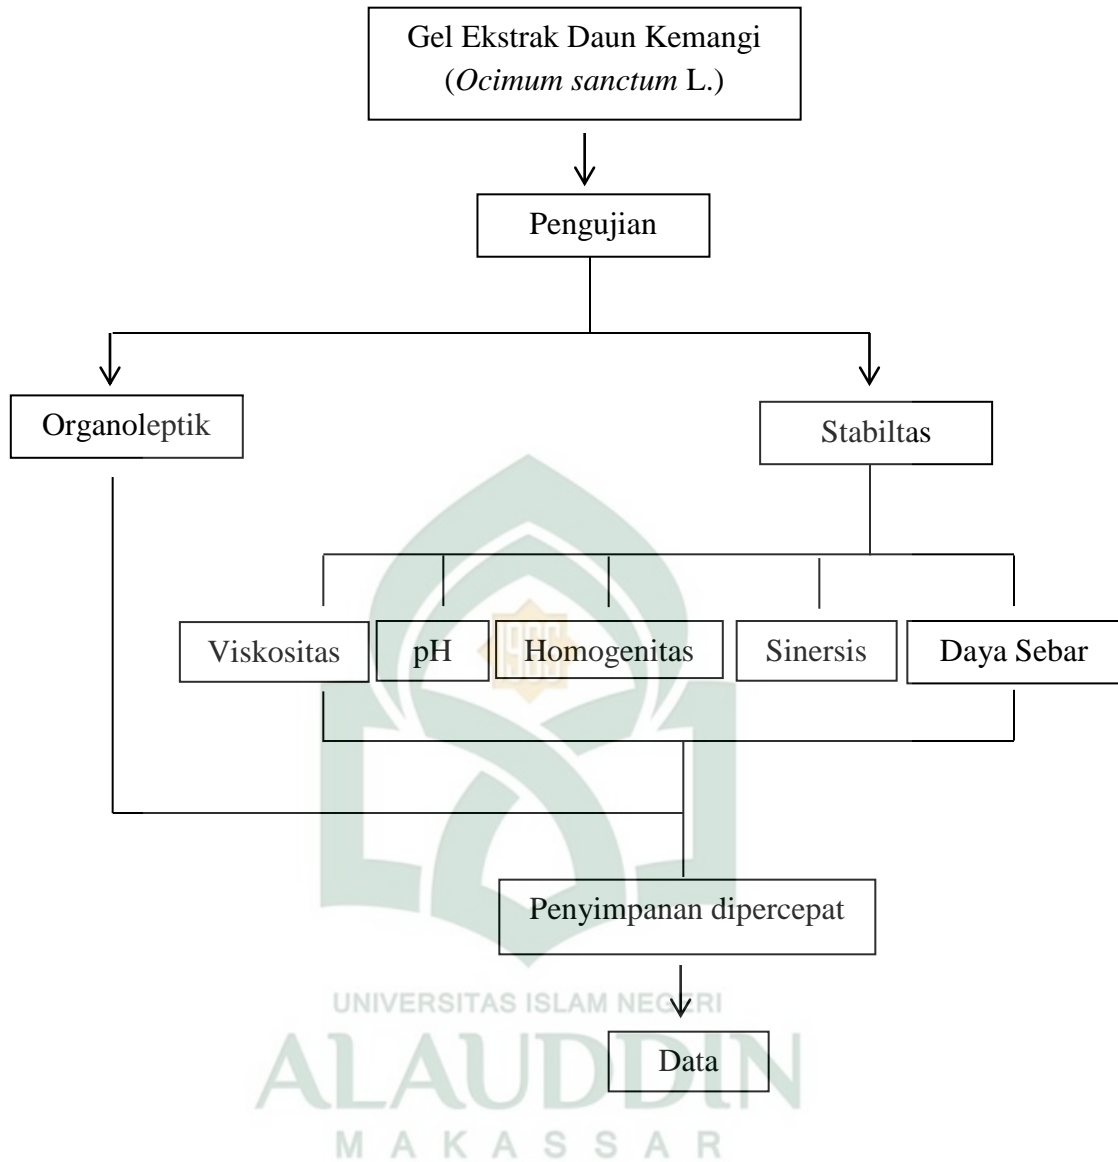 Gel Ekstrak Daun Kemangi
(Ocimum sanctum L.)
Pengujian
Organoleptik
Stabiltas
Viskositas
pH
Homogenitas
Sinersis
Daya Sebar
1965
Penyimpanan dipercepat
UNIVERSITAS ISLAM NEGERI
Data
ALAUDDIN
MAKASSAR